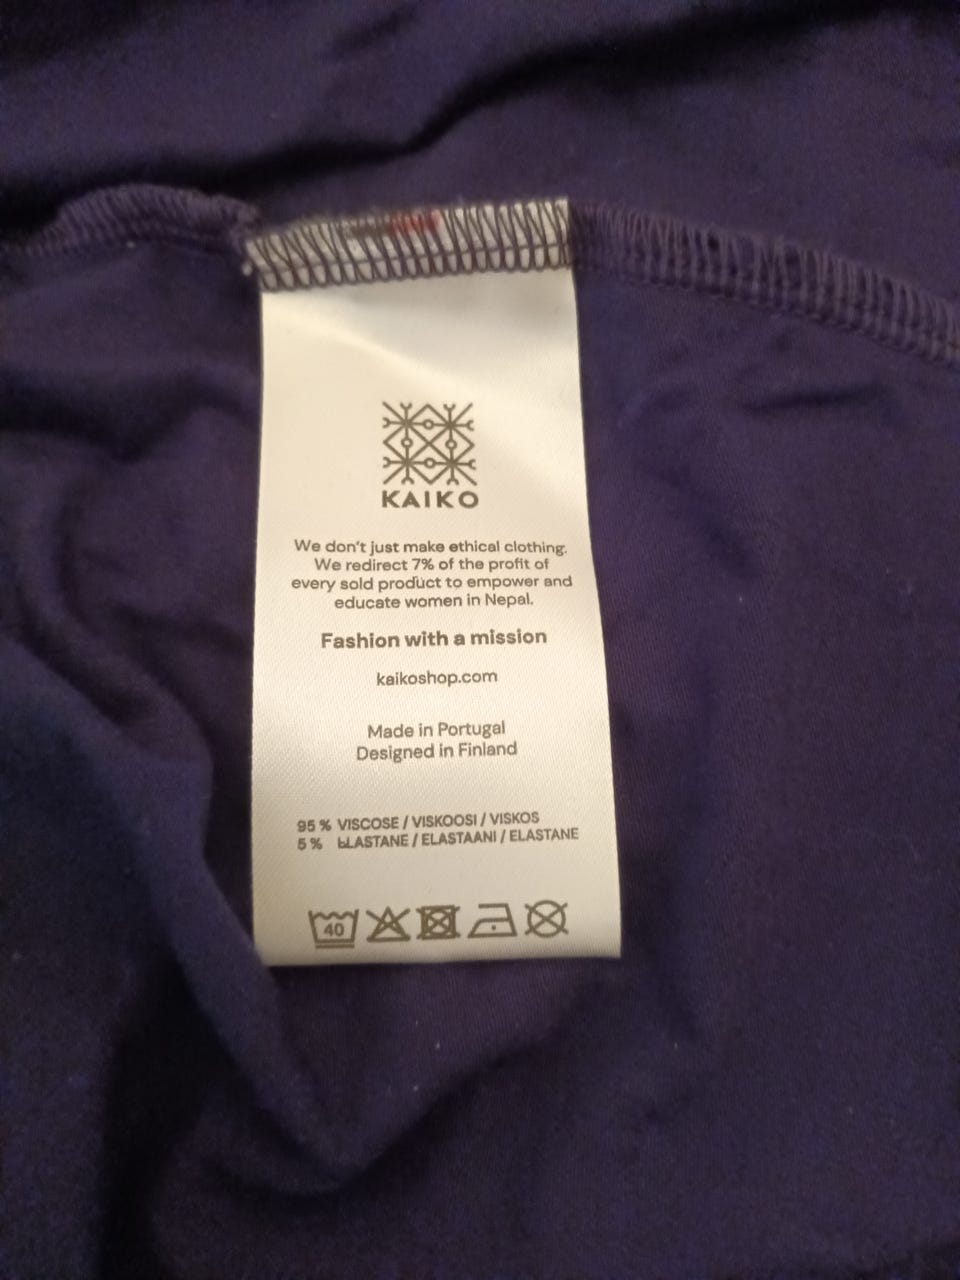 KAIKO
We don't just make ethical clothing.
We redirect 7% of the profit of
every sold product to empower and
educate women in Nepal.
Fashion with a mission
kaikoshop.com
Made in Portugal
Designed in Finland
95 % VISCOSE / VISKOOSI / VISKOS
5 % ELASTANE / ELASTAANI / ELASTANE
40